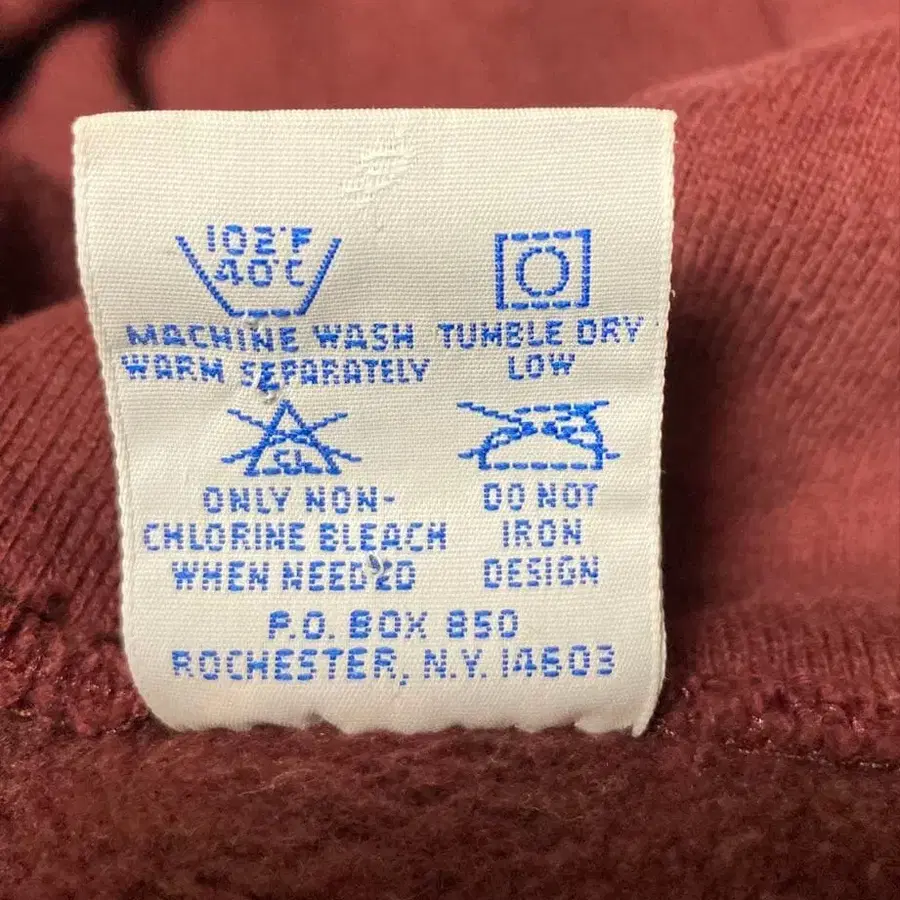 102°F
40°C
MACHINE WASH
WARM SEPARATELY
TUMBLE DRY
LOW
CL
ONLY NON-
CHLORINE BLEACH
WHEN NEEDED
DO NOT
IRON
DESIGN
P.O. BOX 850
ROCHESTER, N.Y. 14603